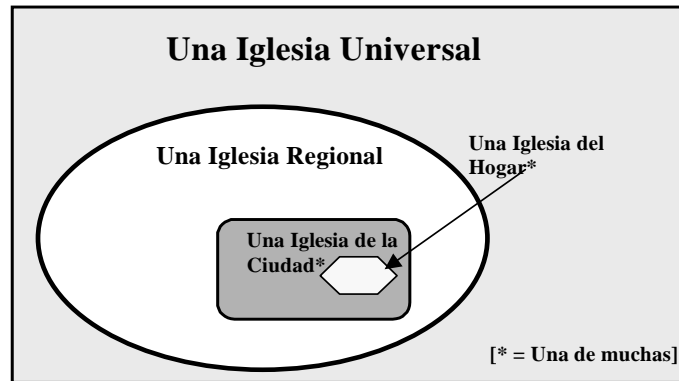 Una Iglesia Universal
Una Iglesia Regional
Una Iglesia del
Hogar*
Una Iglesia de la
Ciudad*
[* = Una de muchas]